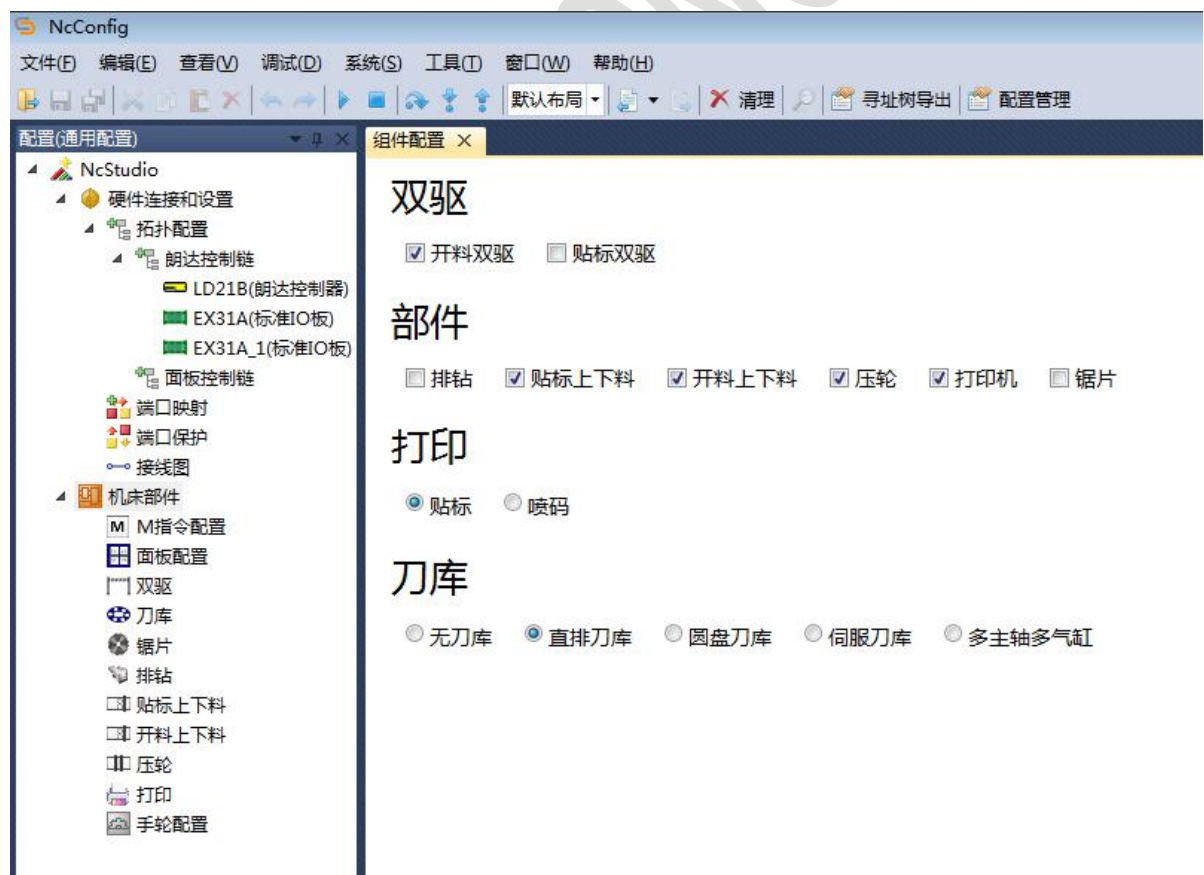 NcConfig
文件(F) 编辑(E) 查看(V) 调试(D) 系统(S) 工具(T) 窗口(W) 帮助(H)
默认布局 清理 寻址树导出 配置管理
配置(通用配置)
NcStudio
硬件连接和设置
拓扑配置
朗达控制链
LD21B(朗达控制器)
EX31A(标准IO板)
EX31A_1(标准IO板)
面板控制链
端口映射
端口保护
接线图
机床部件
M M指令配置
面板配置
双驱
刀库
锯片
排钻
贴标上下料
开料上下料
压轮
打印
手轮配置
组件配置
双驱
开料双驱 贴标双驱
部件
排钻 贴标上下料 开料上下料 压轮 打印机 锯片
打印
贴标 喷码
刀库
无刀库 直排刀库 圆盘刀库 伺服刀库 多主轴多气缸